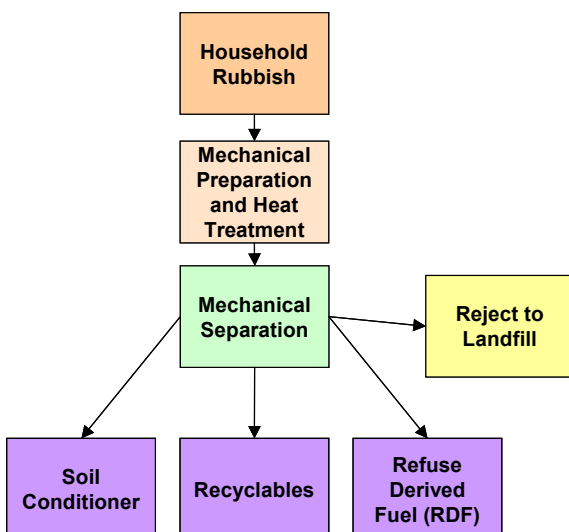 Household
Rubbish
Mechanical
Preparation
and Heat
Treatment
Mechanical
Separation
Reject to
Landfill
Soil
Conditioner
Recyclables
Refuse
Derived
Fuel (RDF)